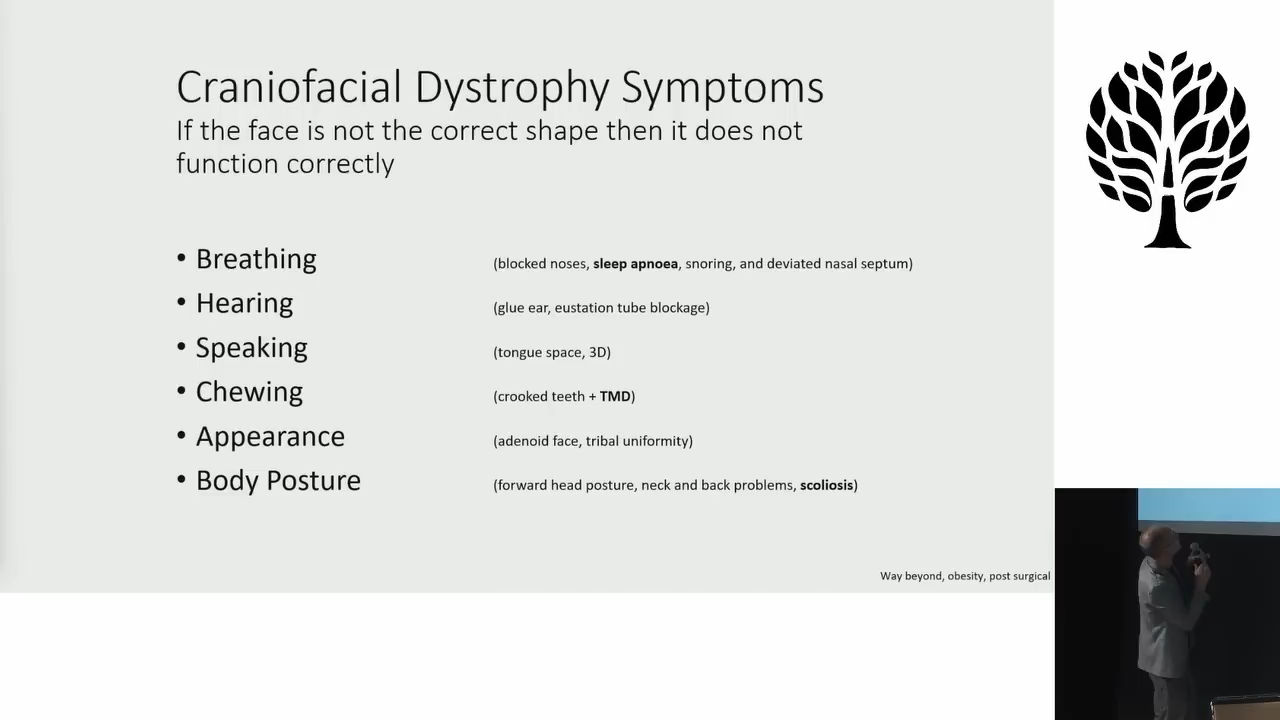 Craniofacial Dystrophy Symptoms
If the face is not the correct shape then it does not
function correctly
• Breathing (blocked noses, sleep apnoea, snoring, and deviated nasal septum)
• Hearing (glue ear, eustation tube blockage)
• Speaking (tongue space, 3D)
• Chewing (crooked teeth + TMD)
• Appearance (adenoid face, tribal uniformity)
• Body Posture (forward head posture, neck and back problems, scoliosis)
Way beyond, obesity, post surgical